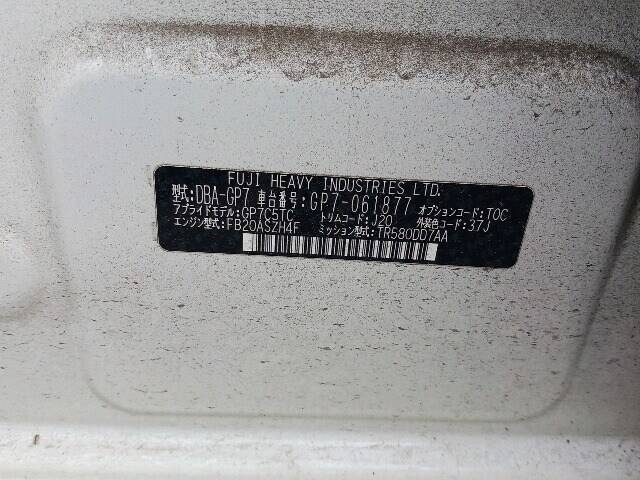 FUJI HEAVY INDUSTRIES LTD.
型式:DBA-GP7 車台番号:GP7-061877 オプションコード:TOC
アプライドモデル:GP7C5TC トリムコード:J20 外装色コード:37J
エンジン型式:FB20ASZH4F ミッション型式:TR580DD7AA